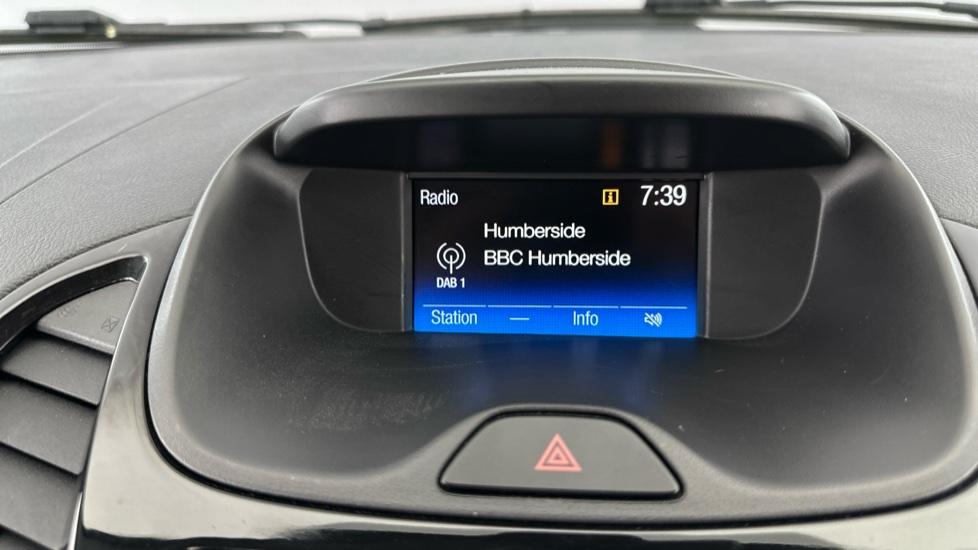 Radio i 7:39
Humberside
BBC Humberside
DAB 1
Station — Info